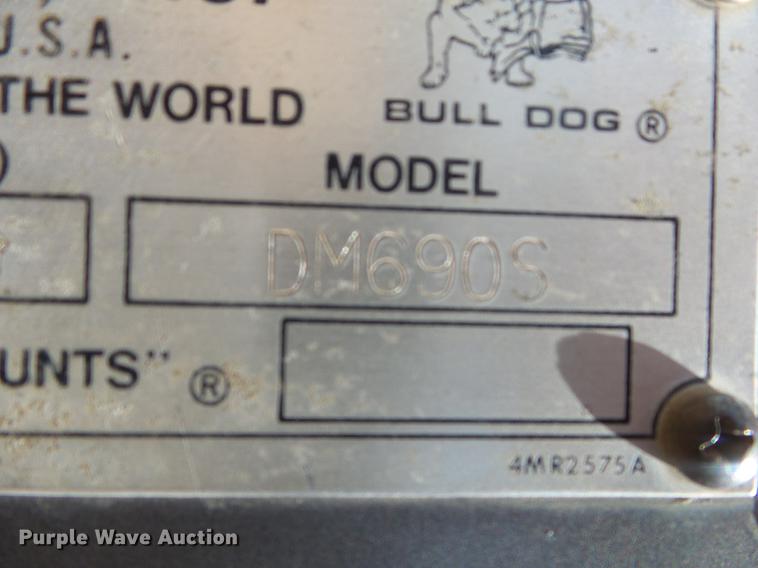 U.S.A.
THE WORLD
BULL DOG ®
MODEL
DM690S
UNTS" ®
4MR2575A
Purple Wave Auction